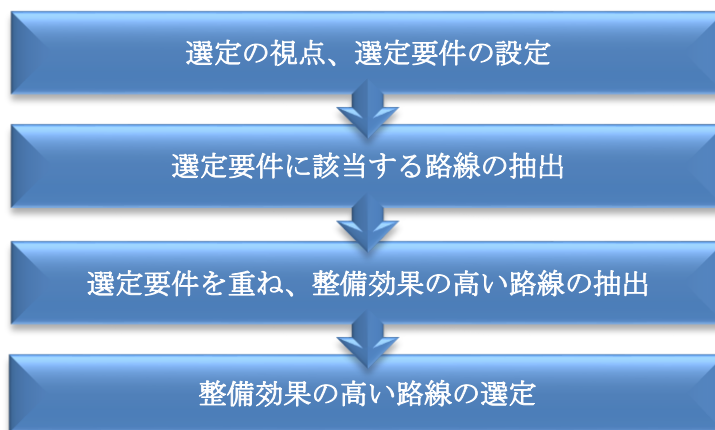 選定の視点、選定要件の設定
選定要件に該当する路線の抽出
選定要件を重ね、整備効果の高い路線の抽出
整備効果の高い路線の選定